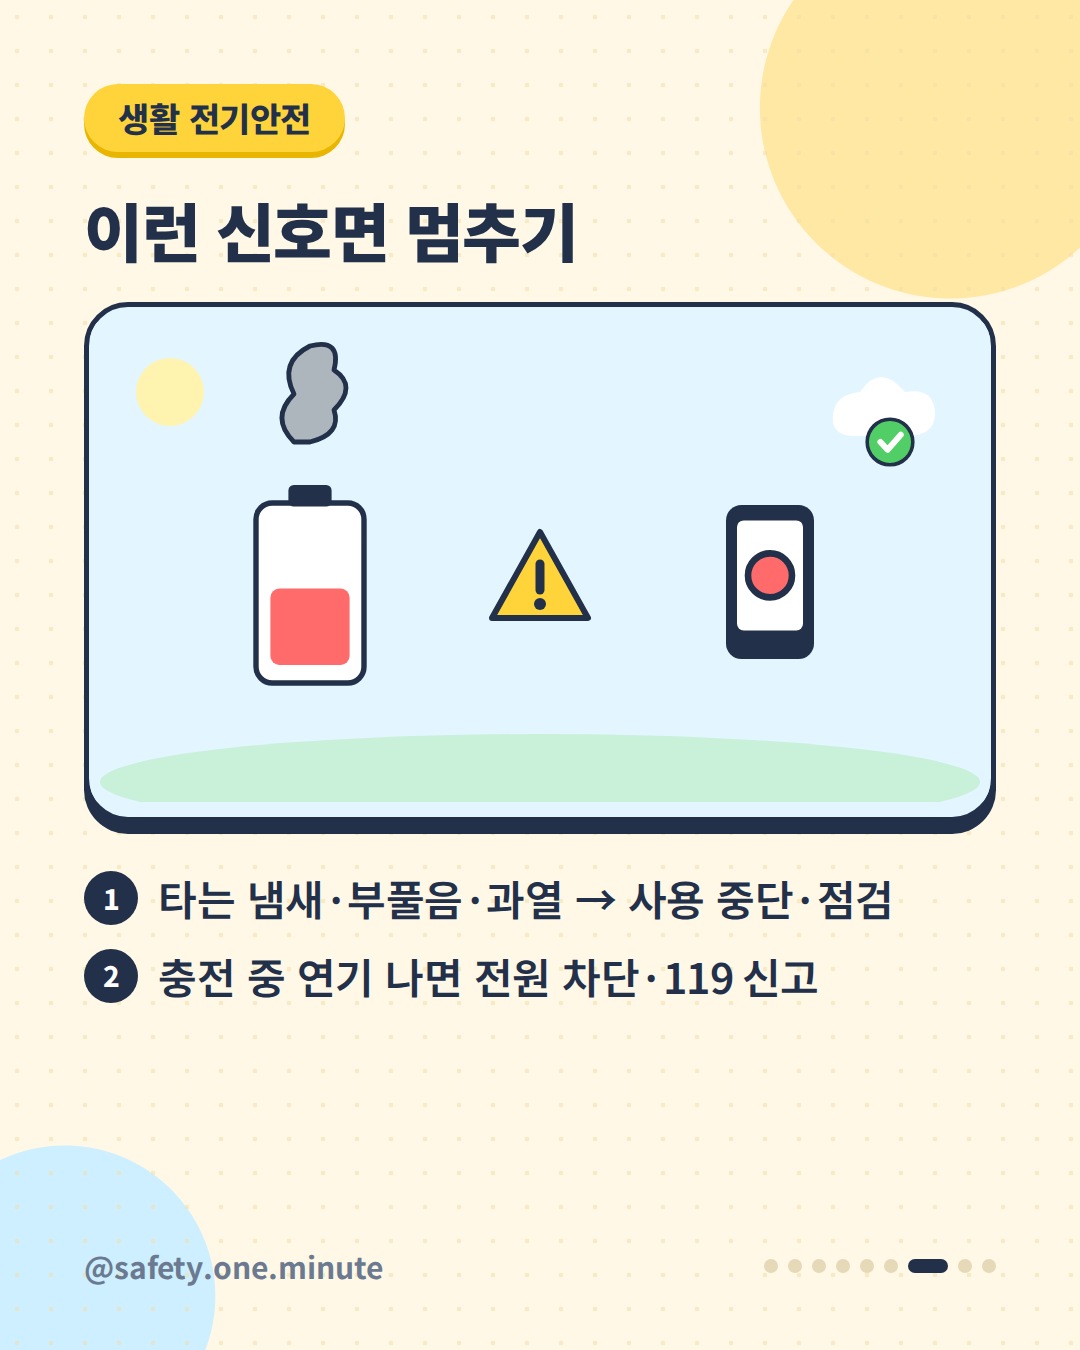 생활 전기안전
이런 신호면 멈추기
1 타는 냄새·부풀음·과열 → 사용 중단·점검
2 충전 중 연기 나면 전원 차단·119 신고
@safety.one.minute